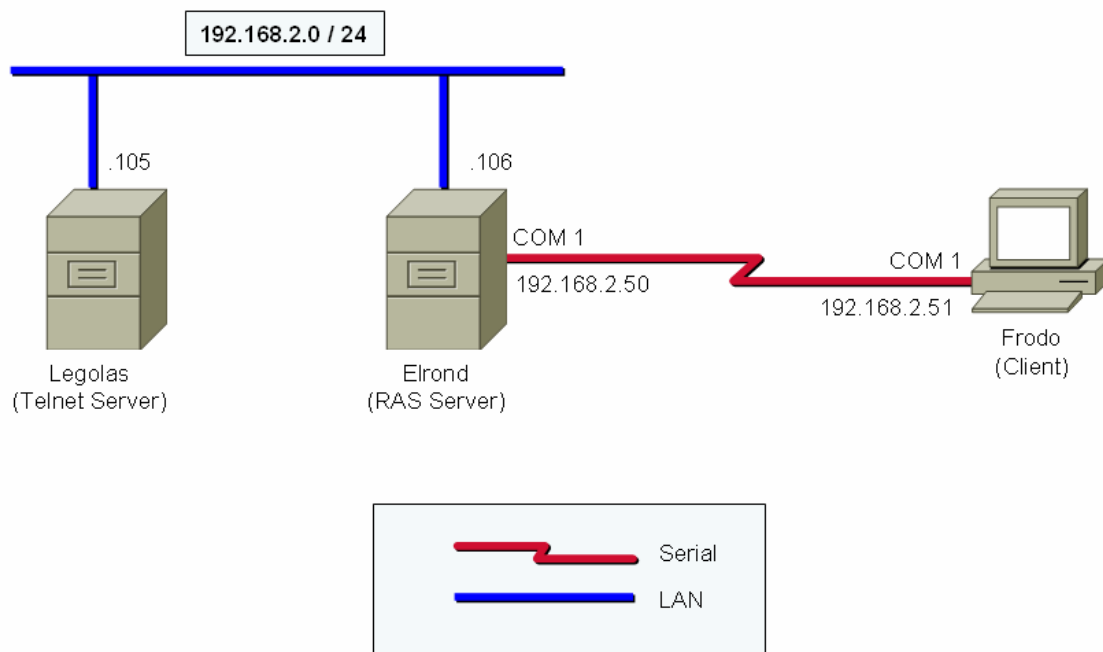 192.168.2.0 / 24
.105
.106
COM 1
192.168.2.50
COM 1
192.168.2.51
Legolas
(Telnet Server)
Elrond
(RAS Server)
Frodo
(Client)
Serial
LAN